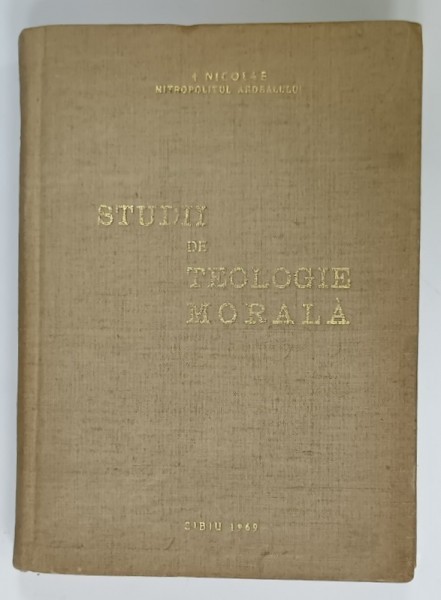 † NICOLAE
MITROPOLITUL ARDEALULUI
STUDII
DE
TEOLOGIE
MORALĂ
SIBIU 1969